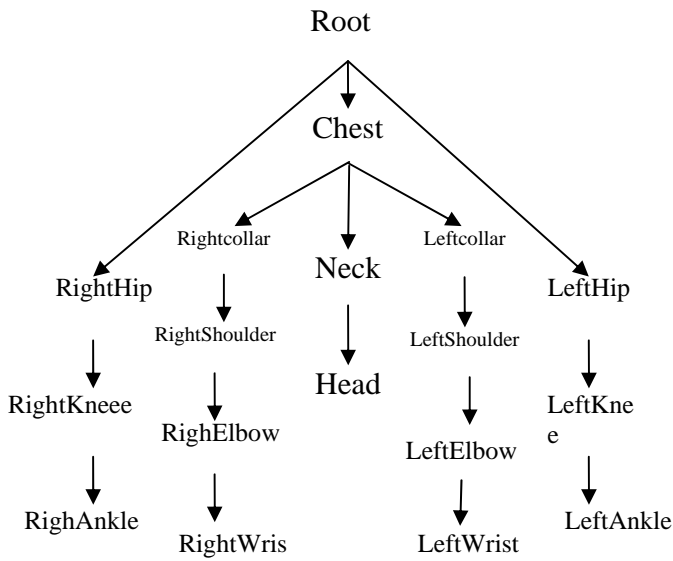 Root
Chest
Rightcollar
Leftcollar
Neck
RightHip
LeftHip
RightShoulder
LeftShoulder
Head
RightKneee
LeftKne
e
RighElbow
LeftElbow
RighAnkle
LeftAnkle
RightWris
LeftWrist